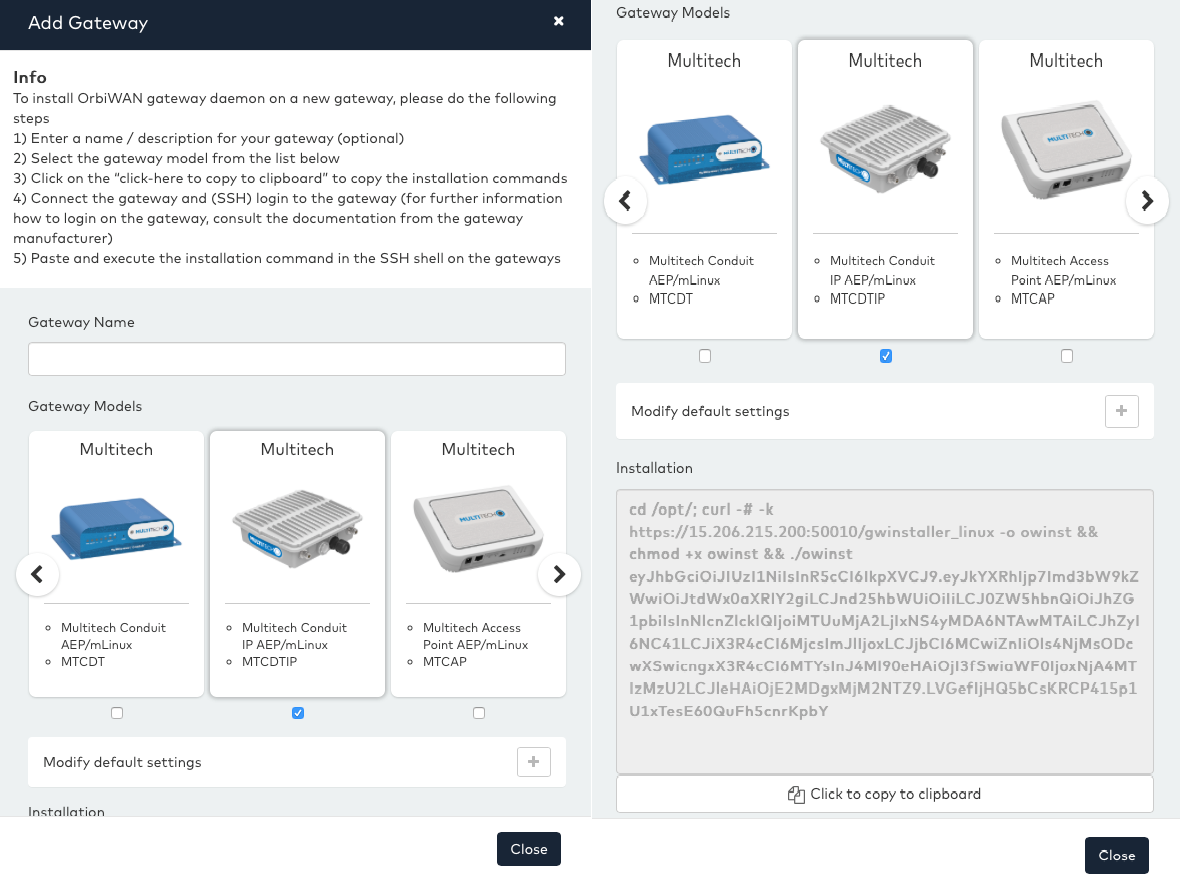 Add Gateway
Info
To install OrbiWAN gateway daemon on a new gateway, please do the following
steps
1) Enter a name / description for your gateway (optional)
2) Select the gateway model from the list below
3) Click on the “click-here to copy to clipboard” to copy the installation commands
4) Connect the gateway and (SSH) login to the gateway (for further information
how to login on the gateway, consult the documentation from the gateway
manufacturer)
5) Paste and execute the installation command in the SSH shell on the gateways
Gateway Name
Gateway Models
Multitech
Multitech
Multitech
MULTITECH
MULTITECH
MULTITECH
Multitech Conduit
AEP/mLinux
MTCDT
Multitech Conduit
IP AEP/mLinux
MTCDTIP
Multitech Access
Point AEP/mLinux
MTCAP
Modify default settings
Installation
Close
Gateway Models
Multitech
Multitech
Multitech
MULTITECH
MULTITECH
MULTITECH
Multitech Conduit
AEP/mLinux
MTCDT
Multitech Conduit
IP AEP/mLinux
MTCDTIP
Multitech Access
Point AEP/mLinux
MTCAP
Modify default settings
Installation
cd /opt/; curl -# -k
https://15.206.215.200:50010/gwinstaller_linux -o owinst &&
chmod +x owinst && ./owinst
Click to copy to clipboard
Close